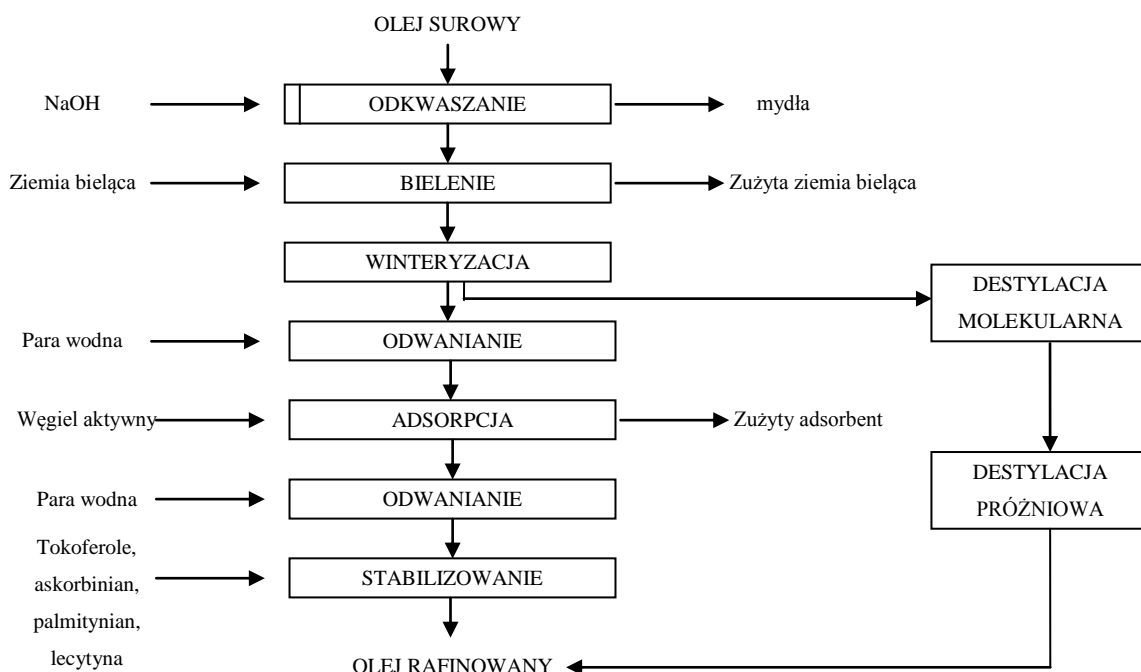 OLEJ SUROWY
NaOH
ODKWASZANIE
mydła
Ziemia bieląca
BIELENIE
Zużyta ziemia bieląca
WINTERYZACJA
DESTYLACJA
MOLEKULARNA
Para wodna
ODWANIANIE
Węgiel aktywny
ADSORPCJA
Zużyty adsorbent
DESTYLACJA
PRÓŻNIOWA
Para wodna
ODWANIANIE
Tokoferole,
askorbinian,
palmitynian,
lecytyna
STABILIZOWANIE
OLEJ RAFINOWANY